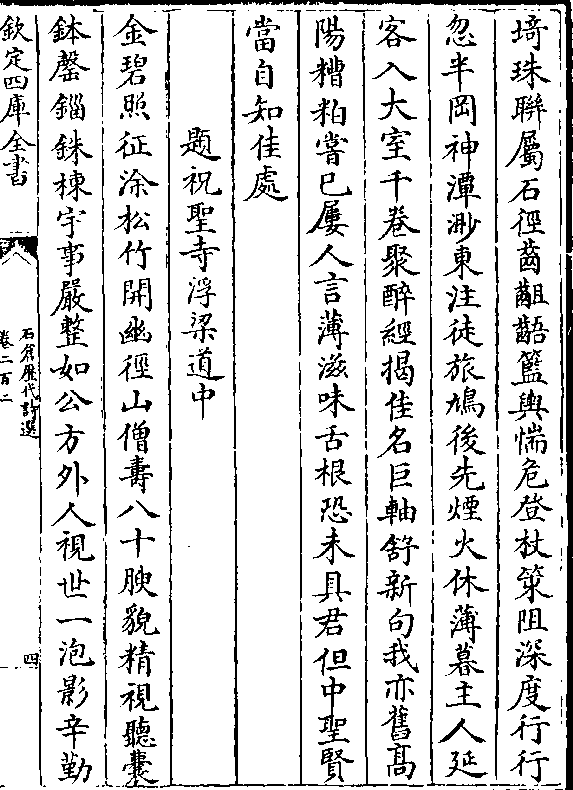 埼珠聯屬石徑齒齟齬籃輿惴危登杖策阻深度行行
忽半岡神潭渺東注徒旅鳩後先煙火休薄暮主人延
客入大室千卷聚醉經揭佳名巨軸舒新句我亦舊髙
陽糟粕嘗已屢人言薄滋味舌根恐未具君但中聖賢
當自知佳處
題祝聖寺浮梁道中
金碧照征涂松竹開幽徑山僧壽八十腴貌精視聽囊
鉢罄錙銖棟宇事嚴整如公方外人視世一泡影辛勤
欽定四庫全書
石倉歷代詩選
卷二百二
四